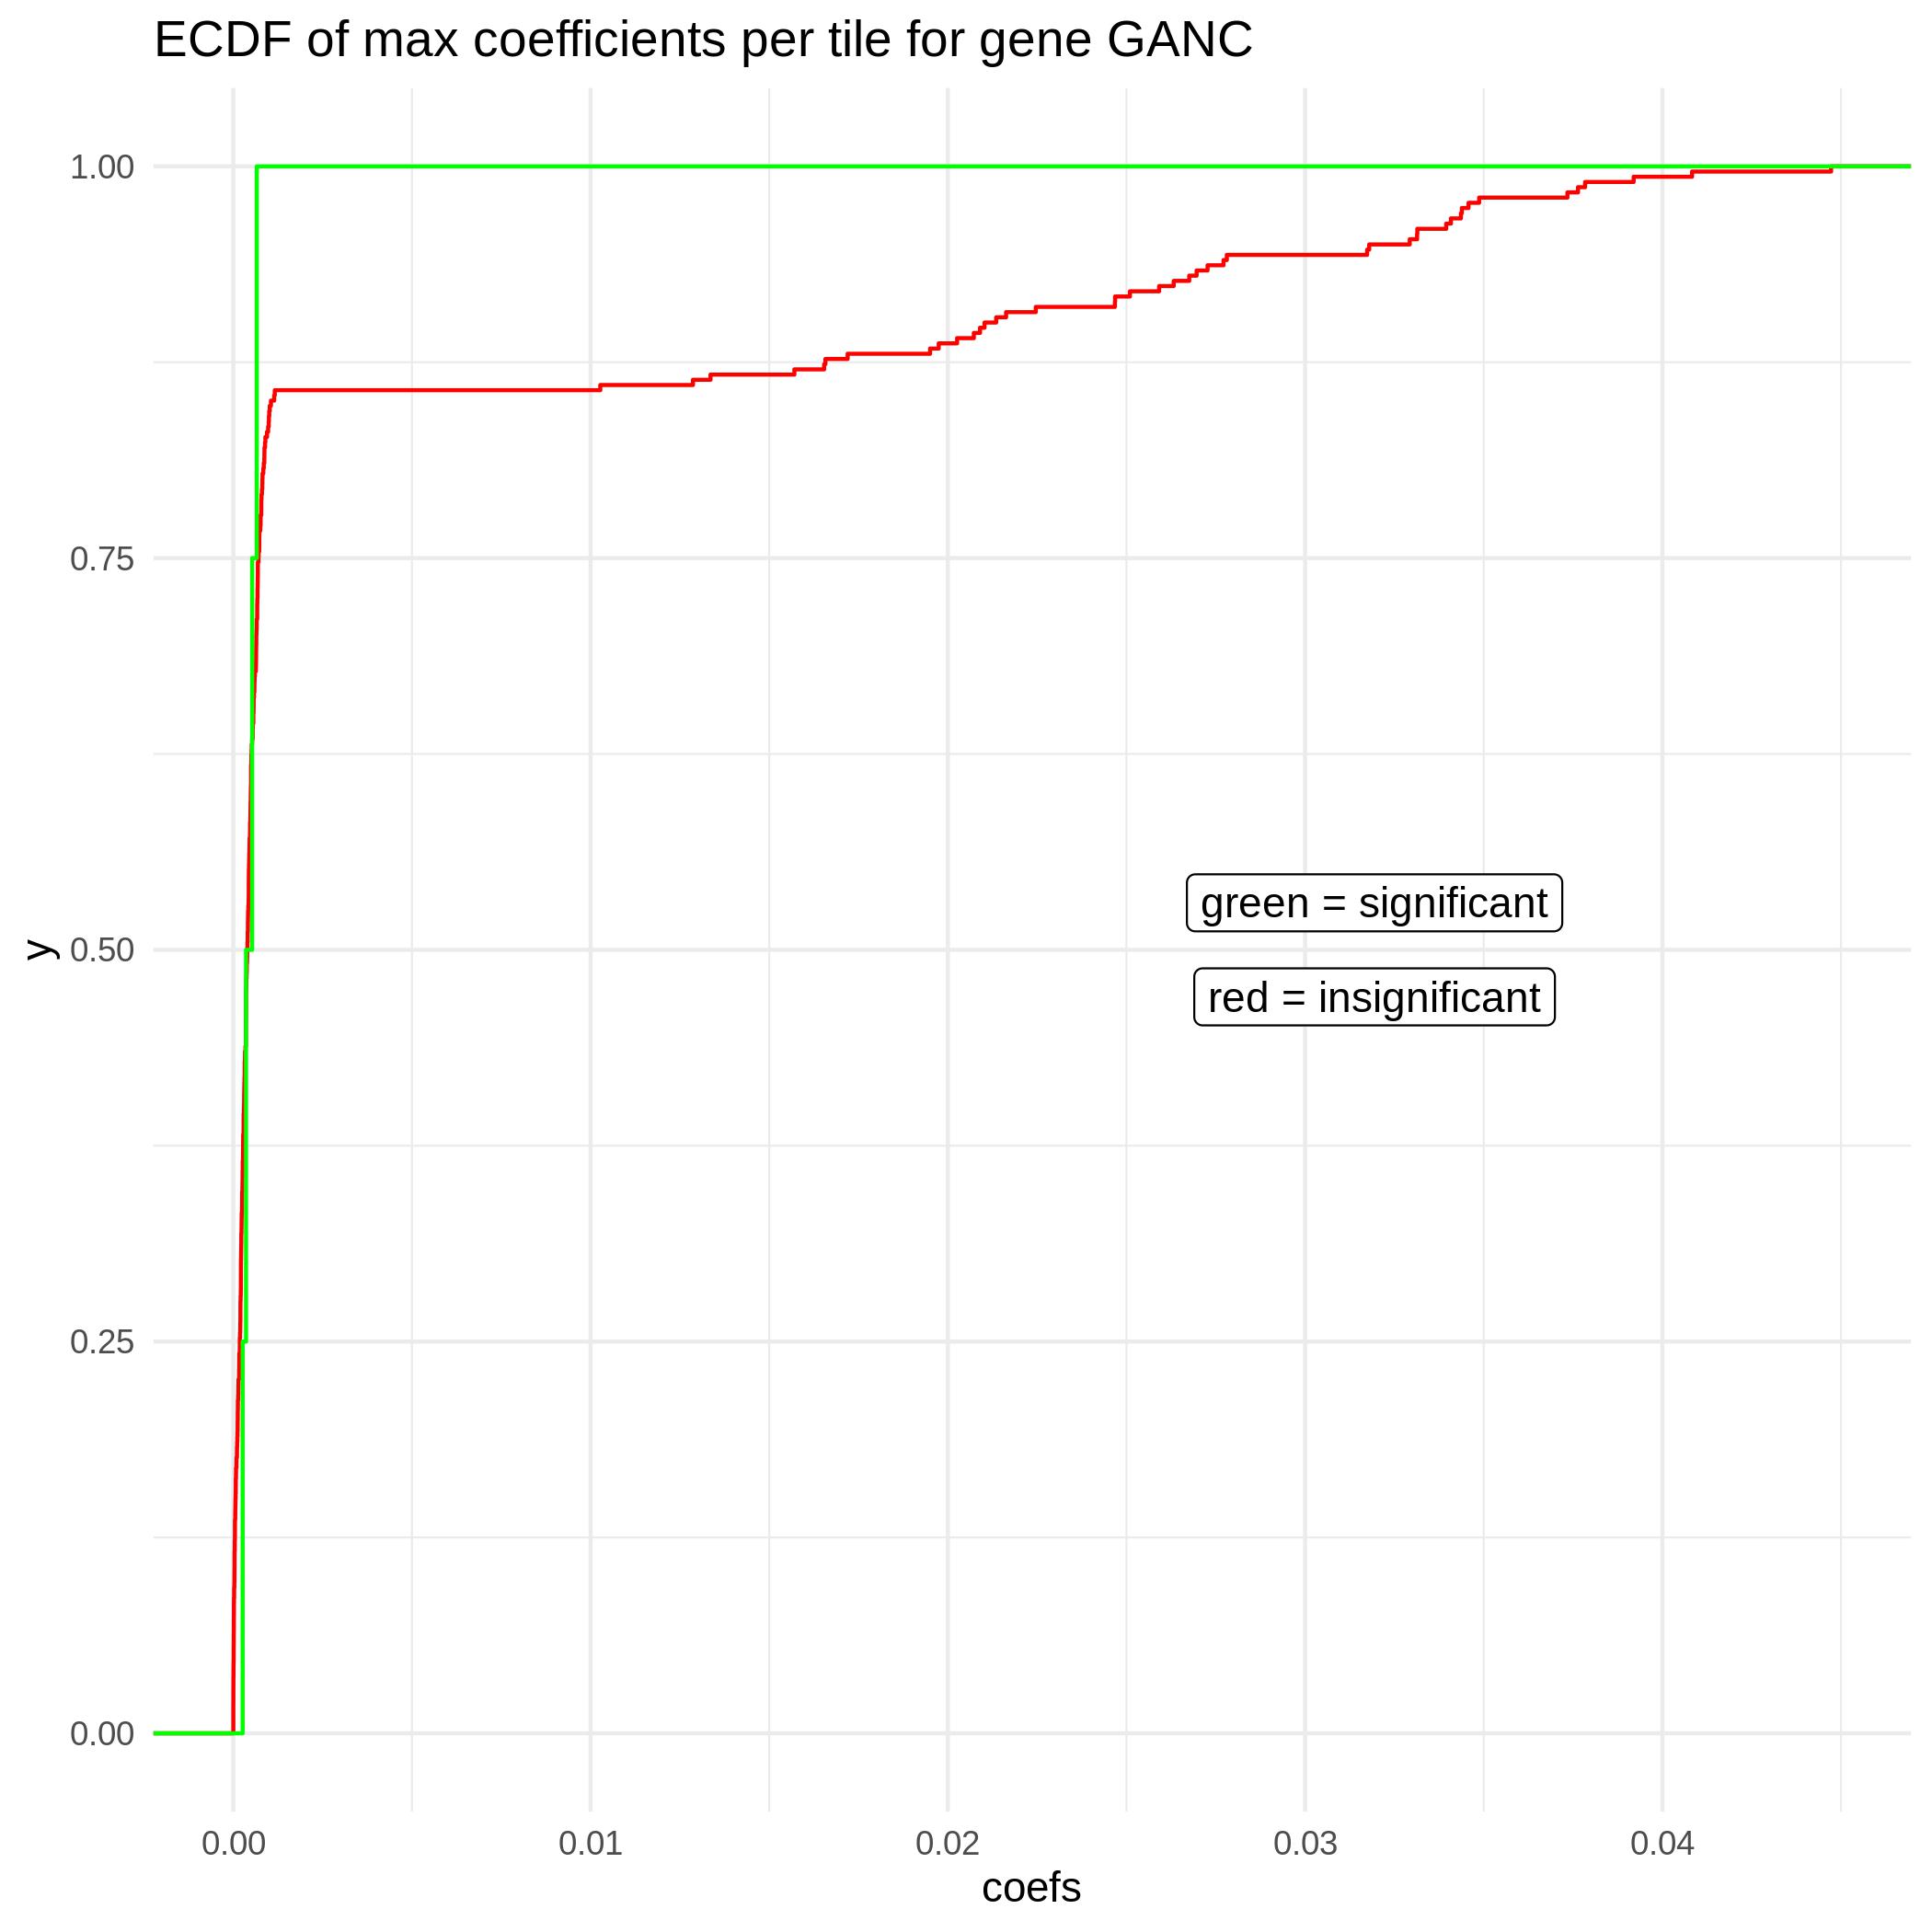 ECDF of max coefficients per tile for gene GANC
1.00
0.75
0.50
0.25
0.00
y
green = significant
red = insignificant
0.00 0.01 0.02 0.03 0.04
coefs